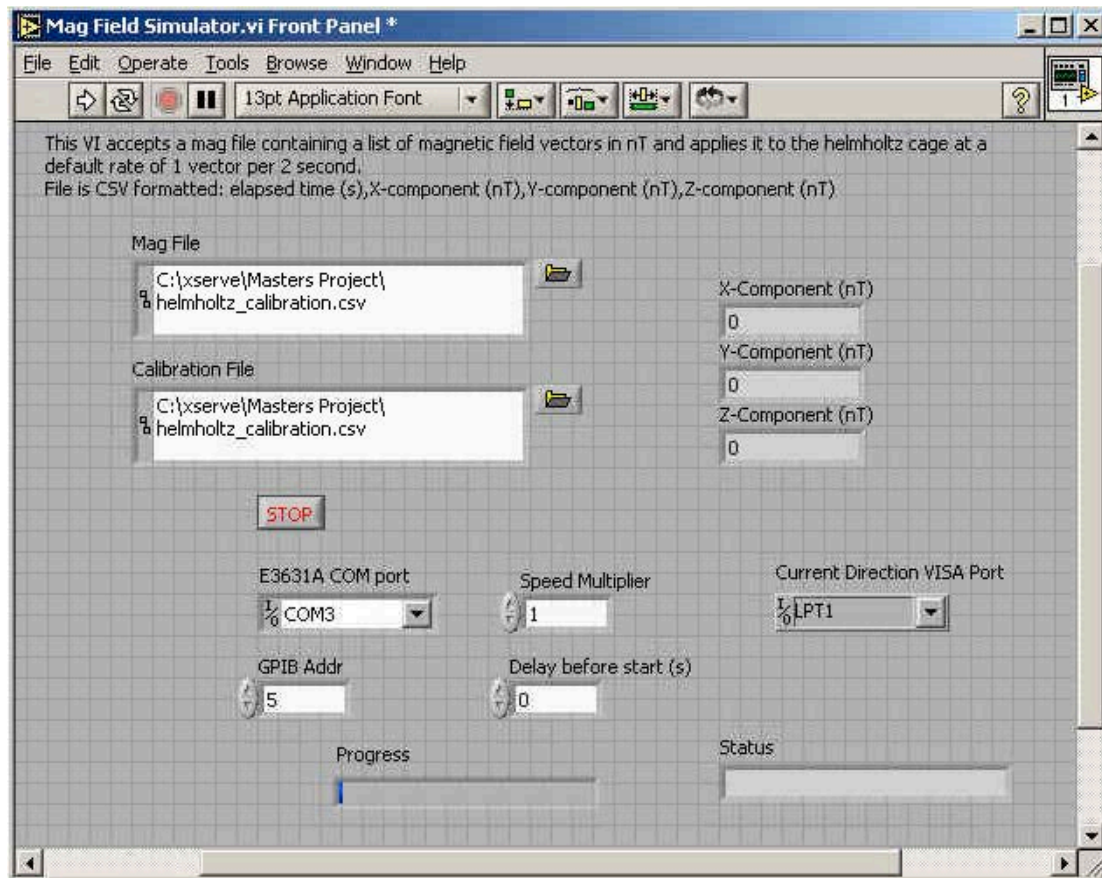 Mag Field Simulator.vi Front Panel *
File Edit Operate Tools Browse Window Help
13pt Application Font
1
This VI accepts a mag file containing a list of magnetic field vectors in nT and applies it to the helmholtz cage at a
default rate of 1 vector per 2 second.
File is CSV formatted: elapsed time (s),X-component (nT),Y-component (nT),Z-component (nT)
Mag File
C:\xserve\Masters Project\
helmholtz_calibration.csv
X-Component (nT)
0
Y-Component (nT)
0
Calibration File
C:\xserve\Masters Project\
helmholtz_calibration.csv
Z-Component (nT)
0
STOP
E3631A COM port
COM3
Speed Multiplier
1
Current Direction VISA Port
LPT1
GPIB Addr
5
Delay before start (s)
0
Progress
Status